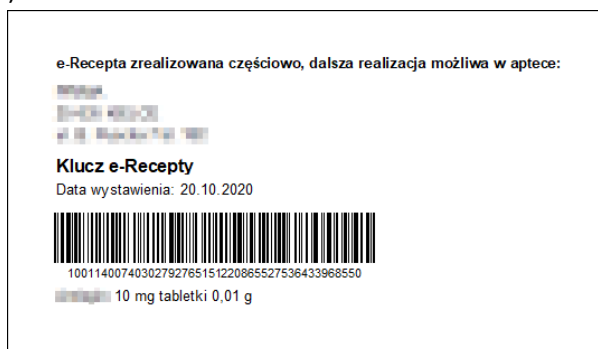 e-Recepta zrealizowana częściowo, dalsza realizacja możliwa w aptece:
Klucz e-Recepty
Data wystawienia: 20.10.2020
10011400740302792765151220865527536433968550
10 mg tabletki 0,01 g